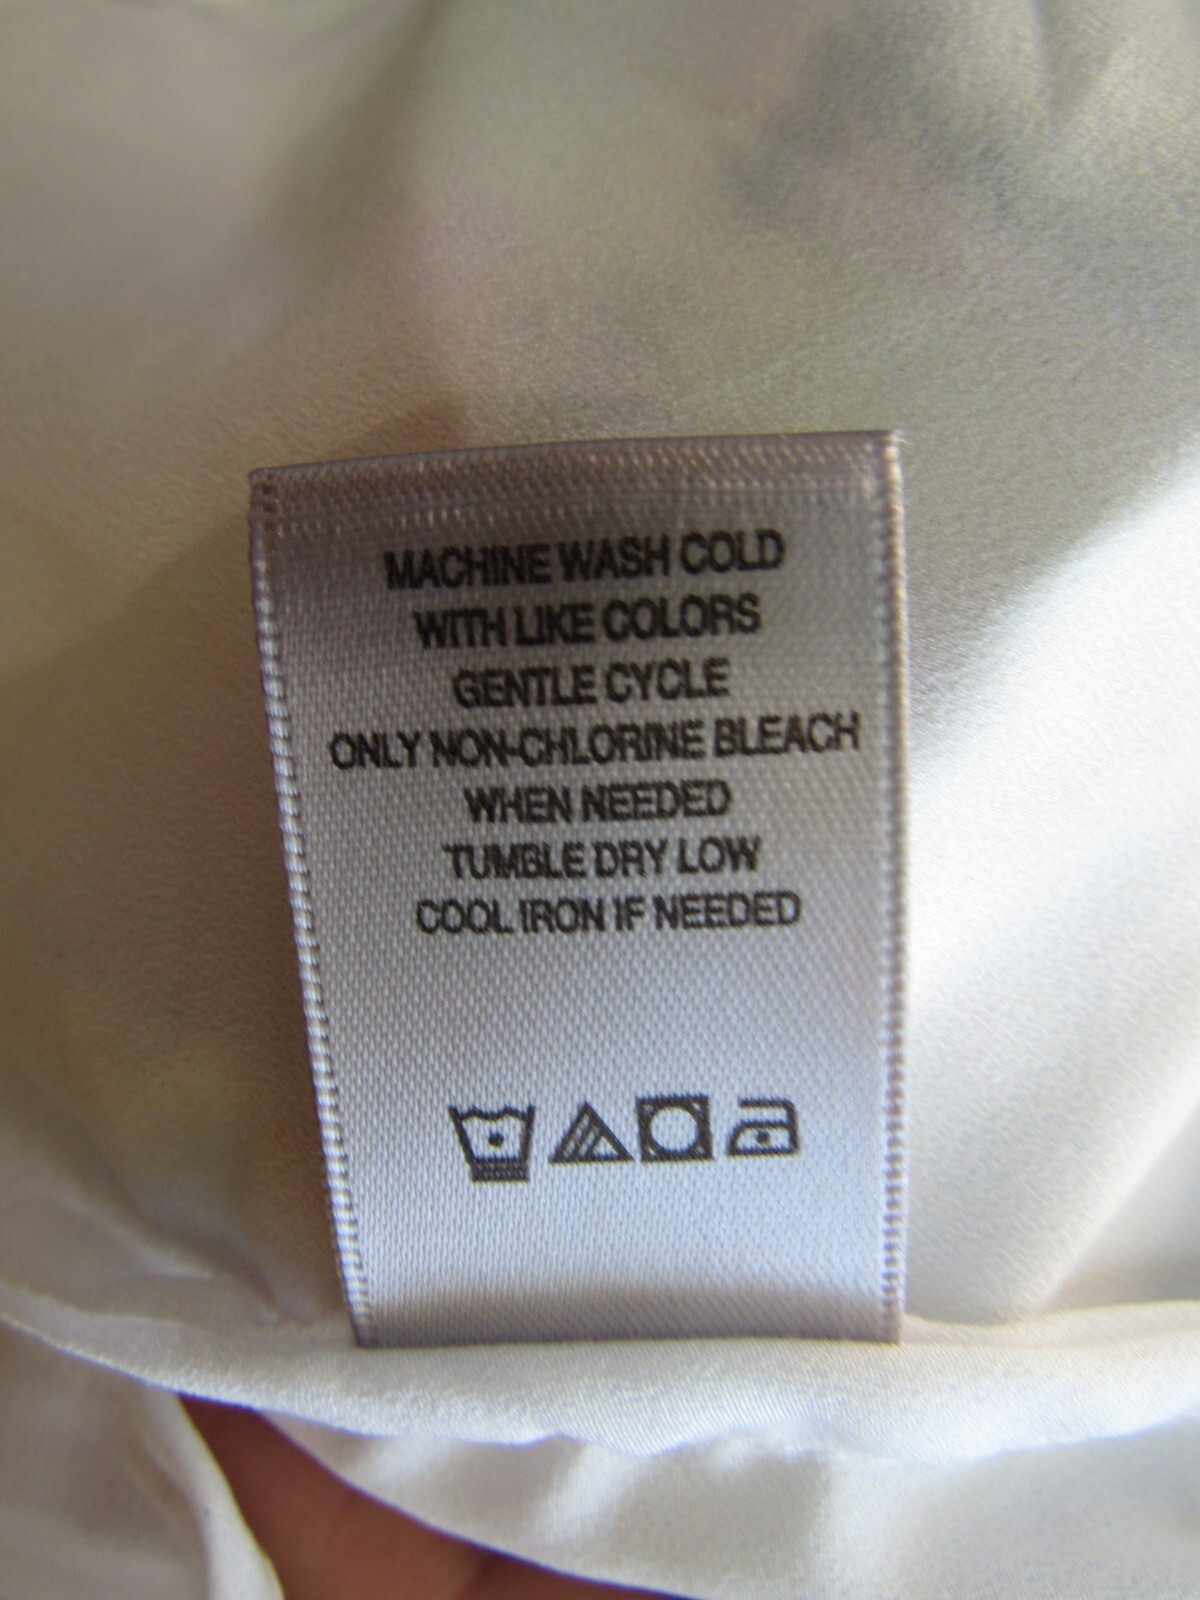 MACHINE WASH COLD
WITH LIKE COLORS
GENTLE CYCLE
ONLY NON-CHLORINE BLEACH
WHEN NEEDED
TUMBLE DRY LOW
COOL IRON IF NEEDED